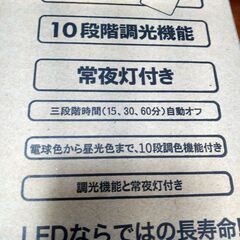 10段階調光機能
常夜灯付き
三段階時間(15、30、60分)自動オフ
電球色から昼光色まで、10段調色機能付き
調光機能と常夜灯付き
LEDならではの長寿命